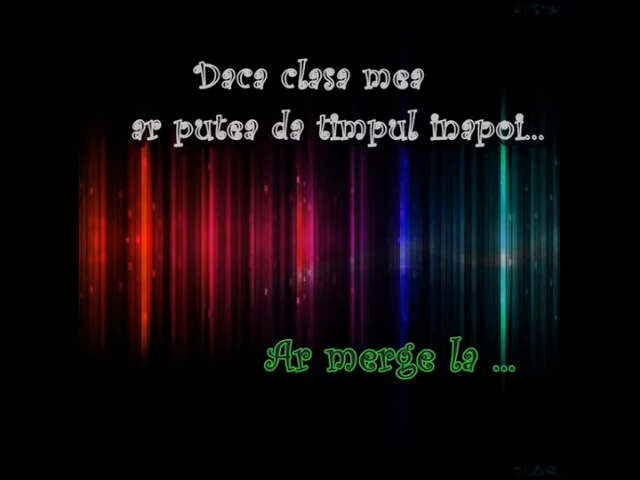 Daca clasa mea
ar putea da timpul inapoi...
Ar merge la ...